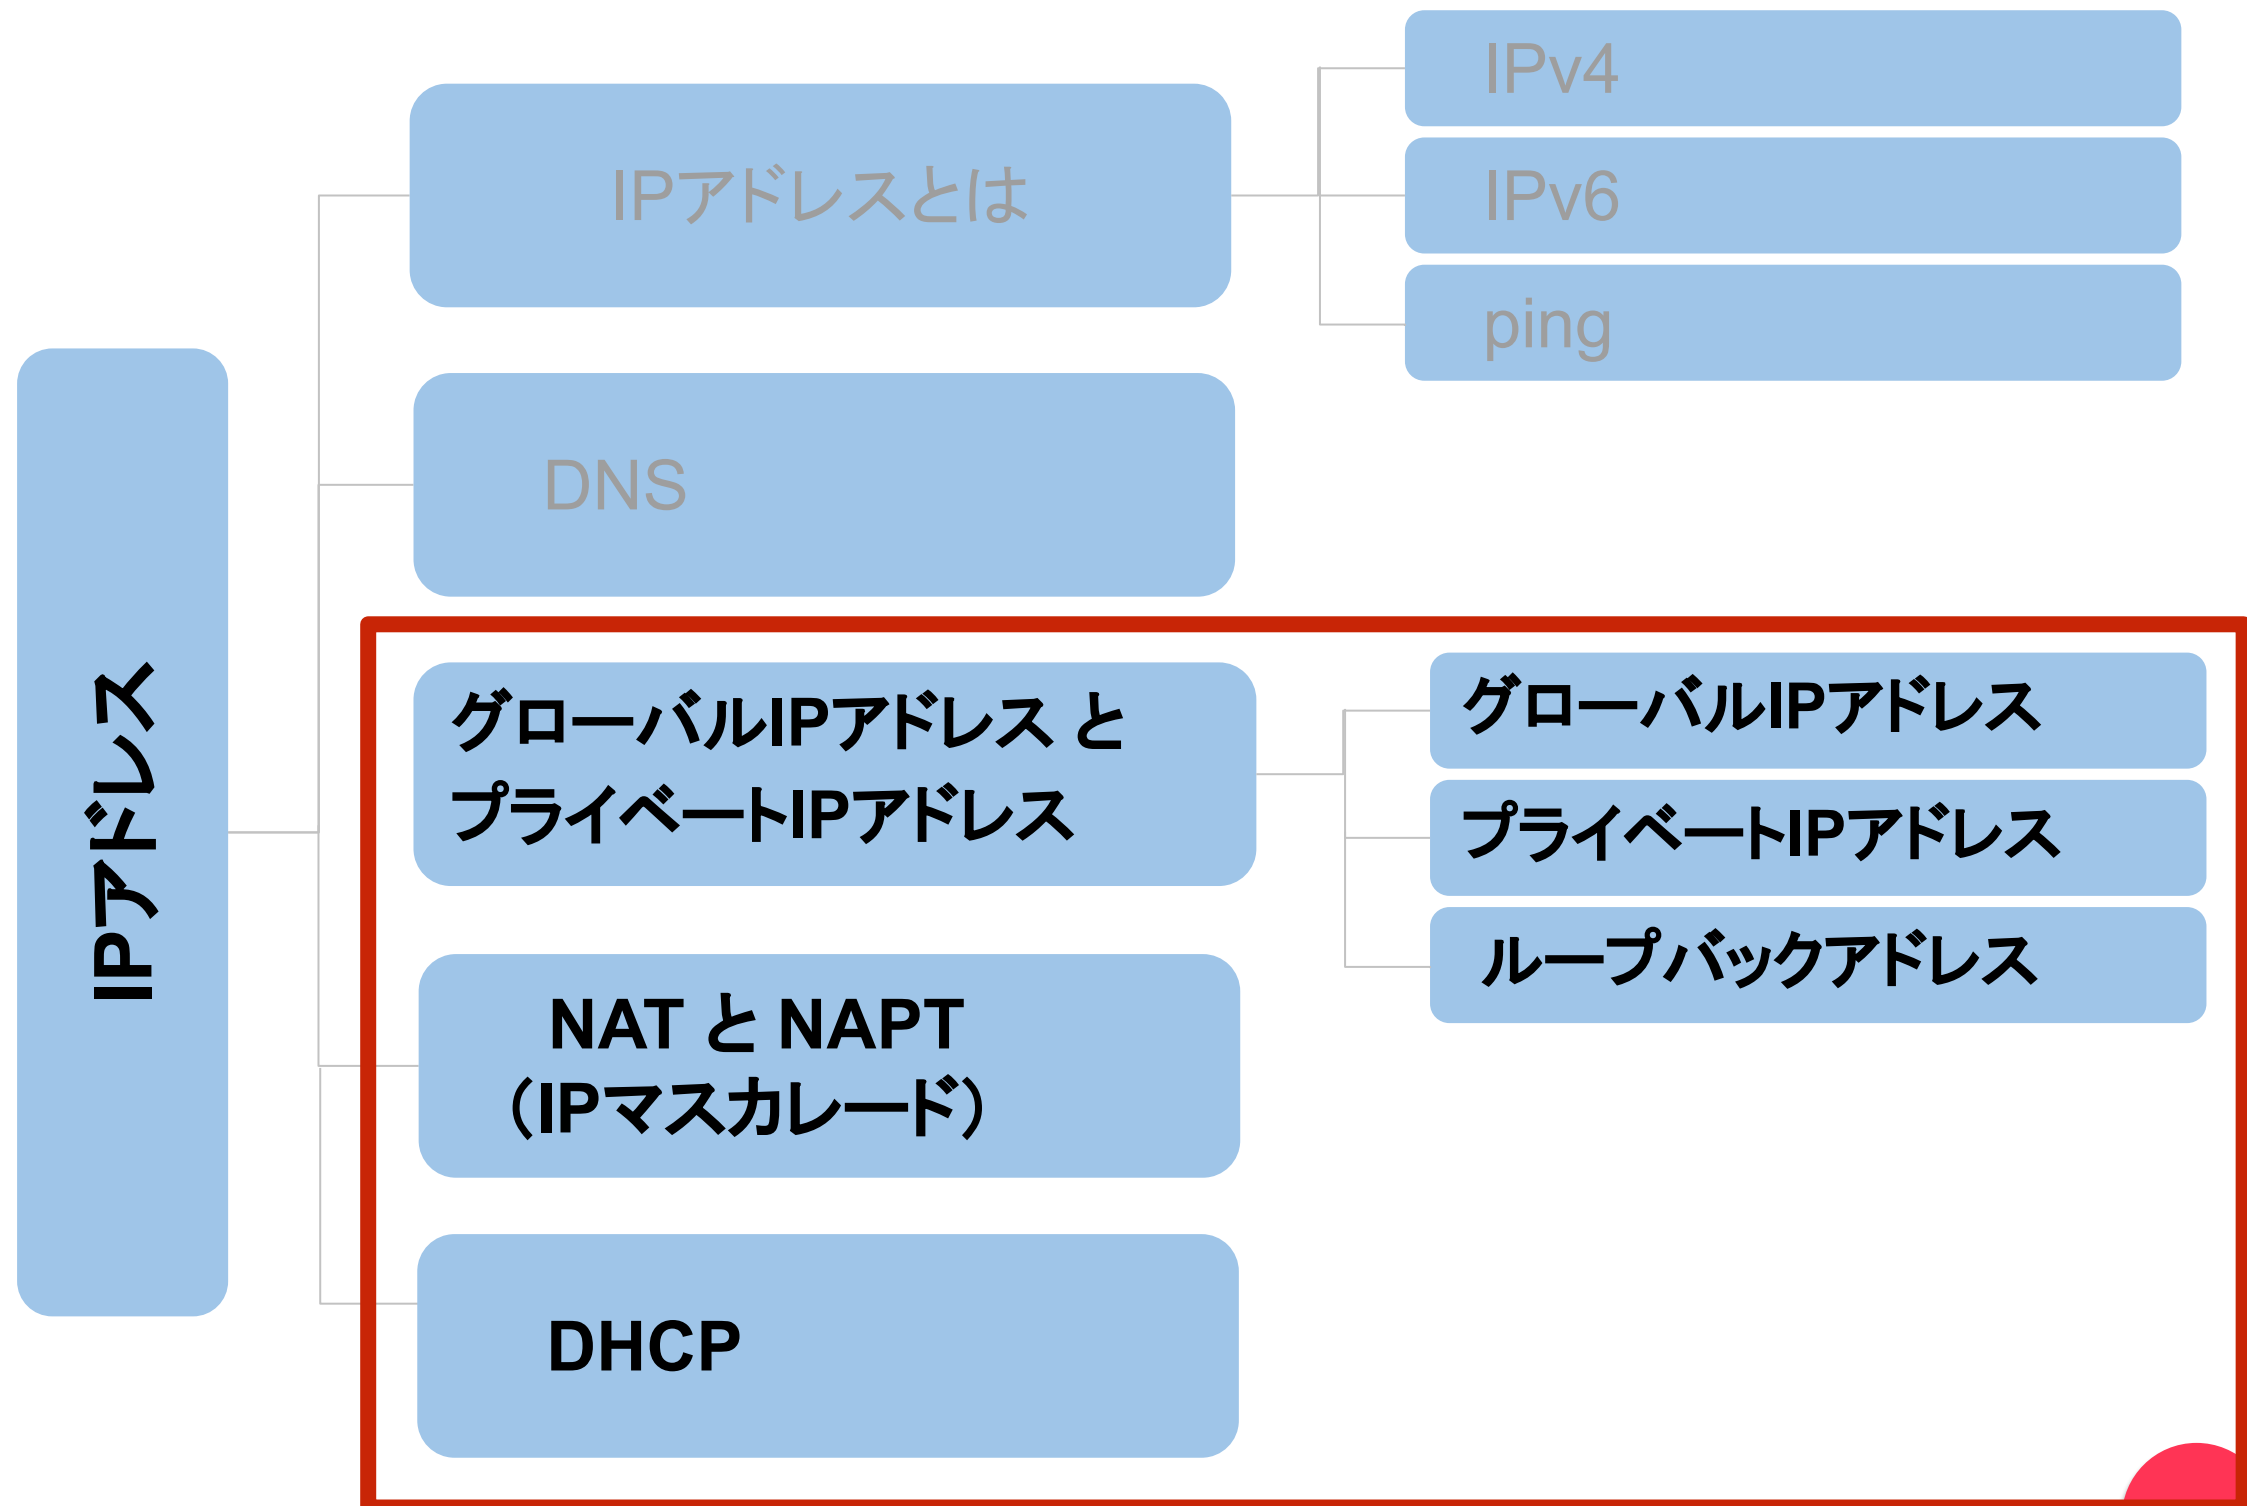 IPアドレス
IPアドレスとは
IPv4
IPv6
ping
DNS
グローバルIPアドレス と
プライベートIPアドレス
グローバルIPアドレス
プライベートIPアドレス
ループバックアドレス
NAT と NAPT
（IPマスカレード）
DHCP